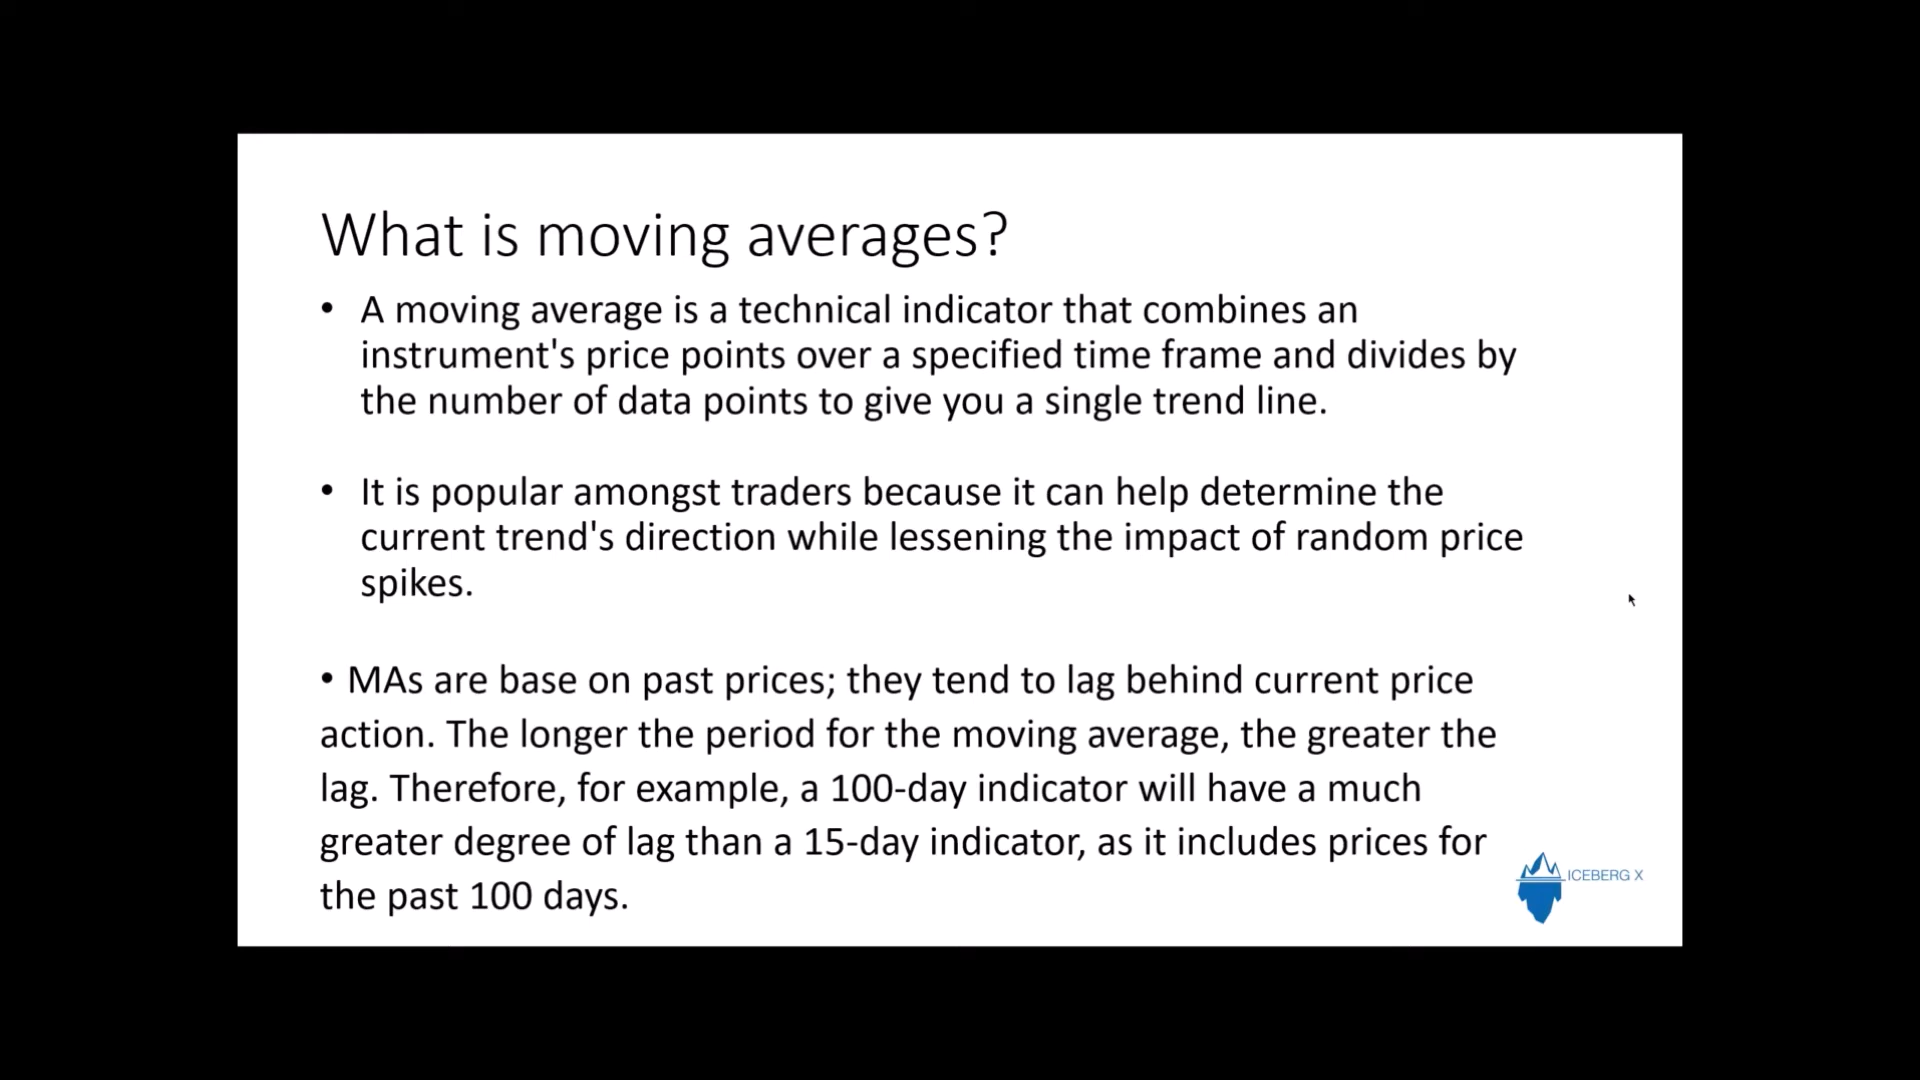 What is moving averages?
• A moving average is a technical indicator that combines an
instrument's price points over a specified time frame and divides by
the number of data points to give you a single trend line.
• It is popular amongst traders because it can help determine the
current trend's direction while lessening the impact of random price
spikes.
• MAs are base on past prices; they tend to lag behind current price
action. The longer the period for the moving average, the greater the
lag. Therefore, for example, a 100-day indicator will have a much
greater degree of lag than a 15-day indicator, as it includes prices for
the past 100 days.
ICEBERG X